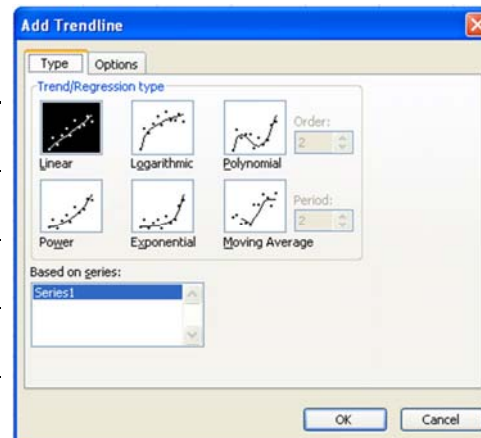 Add Trendline
Type Options
Trend/Regression type
Linear Logarithmic Polynomial Order: 2
Power Exponential Moving Average Period: 2
Based on series:
Series1
OK Cancel